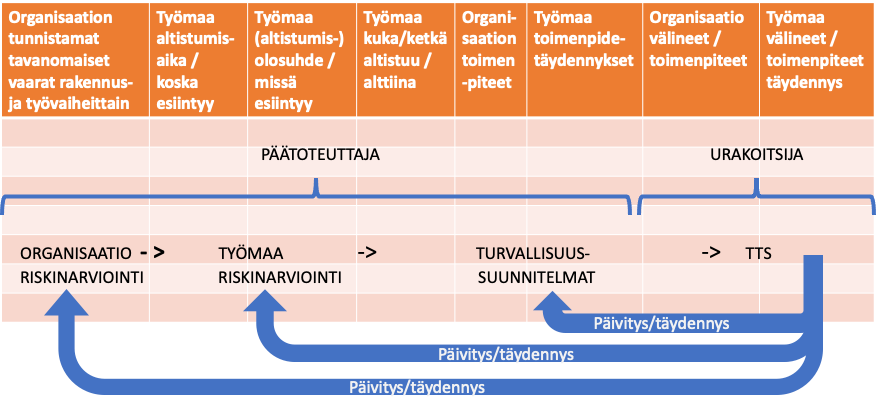 Organisaation
tunnistamat
tavanomaiset
vaarat rakennus-
ja työvaiheittain
Työmaa
altistumis-
aika /
koska
esiintyy
Työmaa
(altistumis-)
olosuhde /
missä
esiintyy
Työmaa
kuka/ketkä
altistuu /
alttiina
Organi-
saation
toimen
-piteet
Työmaa
toimenpide-
täydennykset
Organisaatio
välineet /
toimenpiteet
Työmaa
välineet /
toimenpiteet
täydennys
PÄÄTOTEUTTAJA
URAKOITSIJA
ORGANISAATIO - >
RISKINARVIOINTI
TYÖMAA ->
RISKINARVIOINTI
TURVALLISUUS-
SUUNNITELMAT
-> TTS
Päivitys/täydennys
Päivitys/täydennys
Päivitys/täydennys